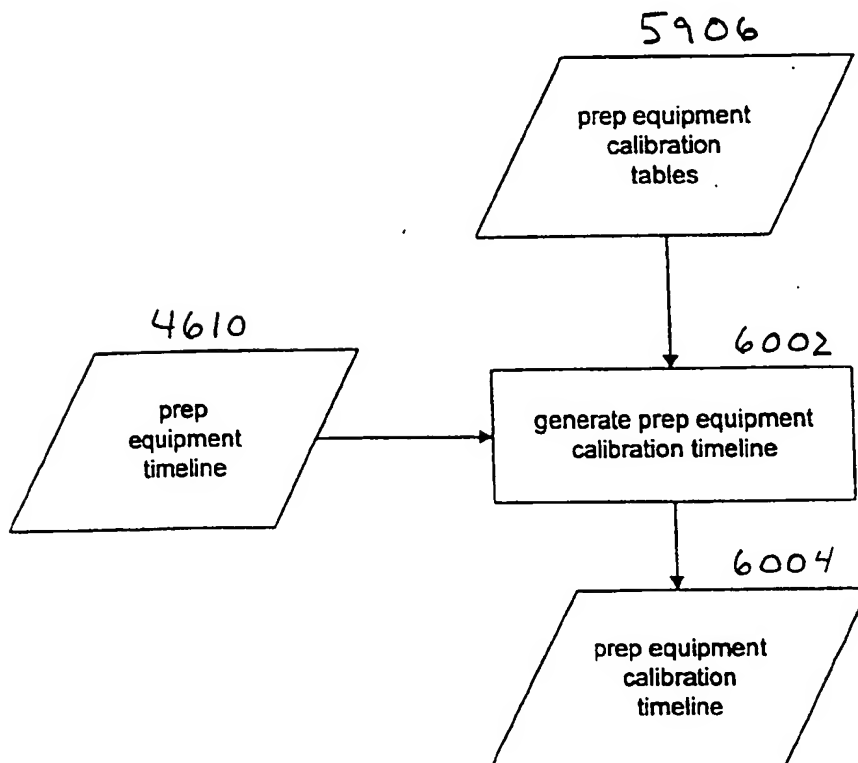 5906
prep equipment
calibration
tables
4610
prep
equipment
timeline
6002
generate prep equipment
calibration timeline
6004
prep equipment
calibration
timeline